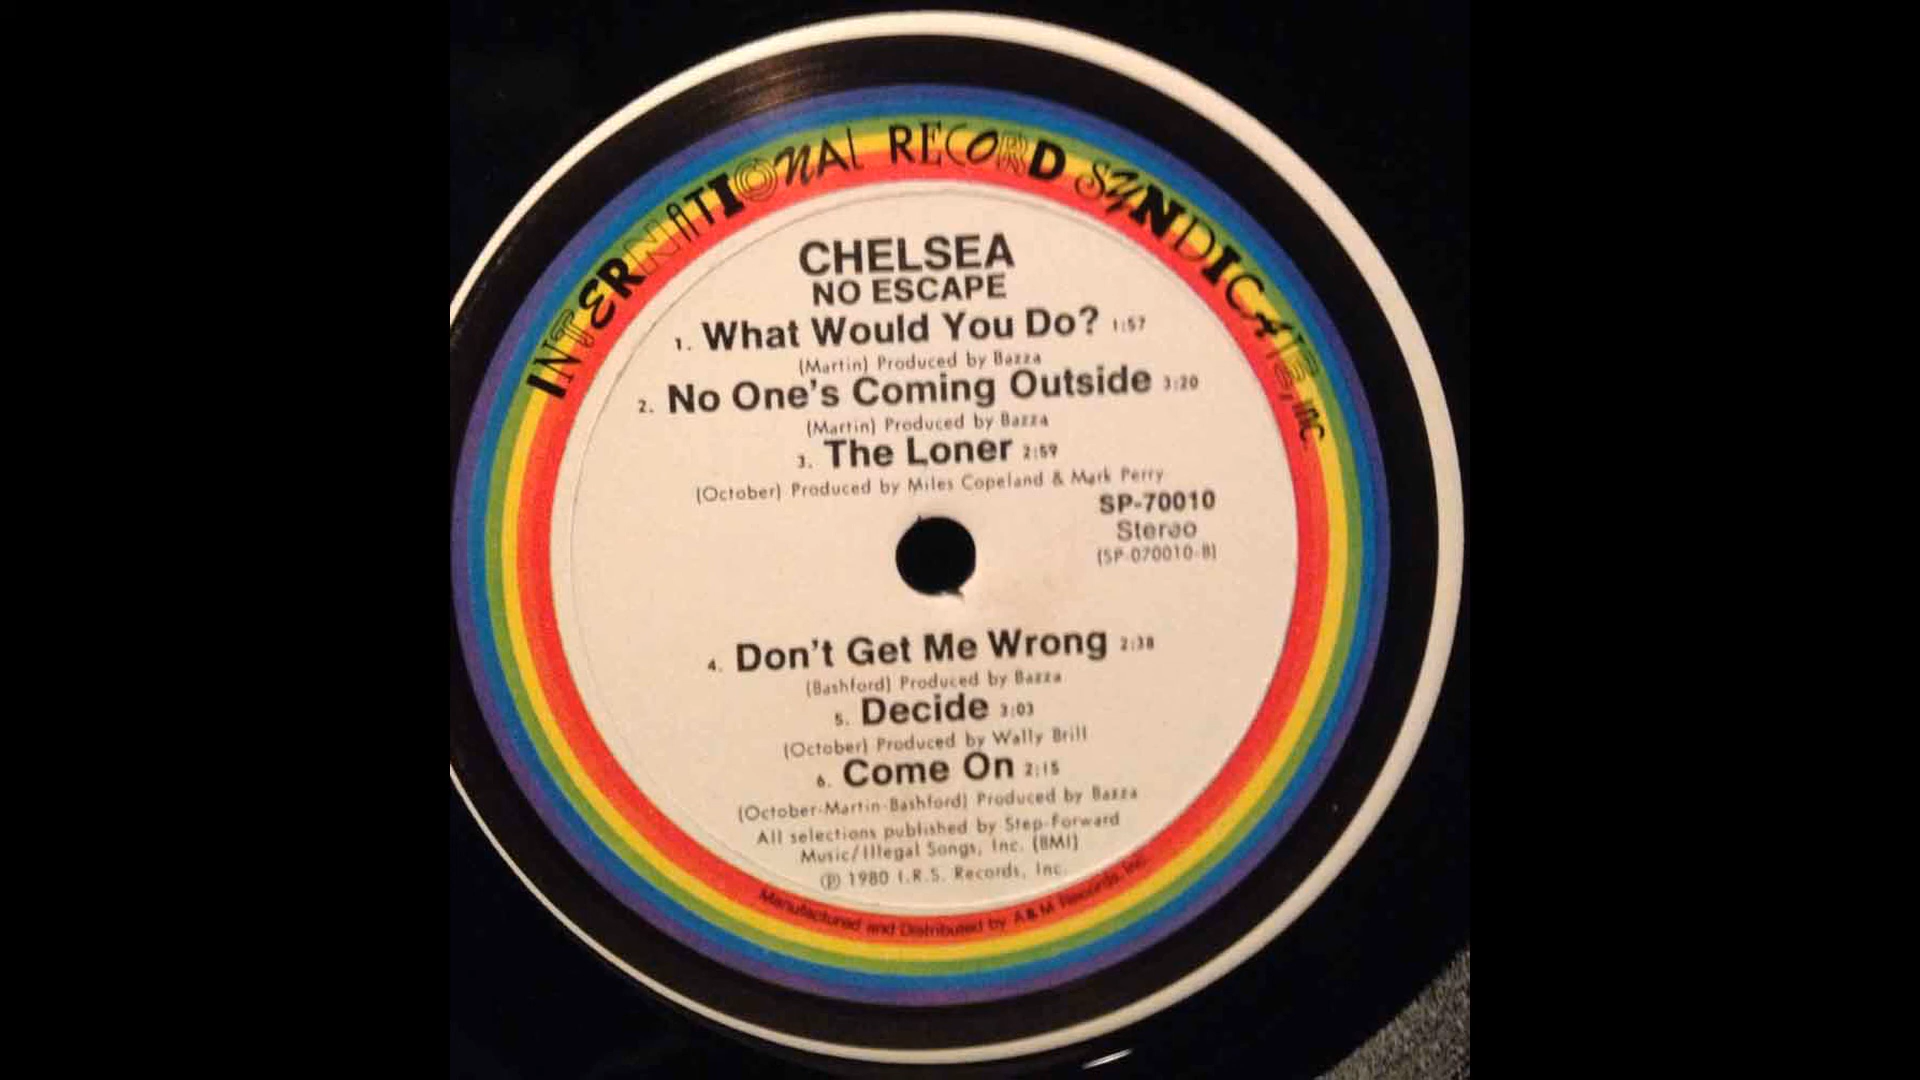 INTERNATIONAL RECORD SYNDICATE, INC.
CHELSEA
NO ESCAPE
1. What Would You Do? 1:57
(Martin) Produced by Bazza
2. No One's Coming Outside 3:20
(Martin) Produced by Bazza
3. The Loner 2:59
(October) Produced by Miles Copeland & Mark Perry
SP-70010
Stereo
(SP-070010-B)
4. Don't Get Me Wrong 2:38
(Bashford) Produced by Bazza
5. Decide 3:03
(October) Produced by Wally Brill
6. Come On 2:15
(October-Martin-Bashford) Produced by Bazza
All selections published by Step-Forward
Music/Illegal Songs, Inc. (BMI)
Ⓟ 1980 I.R.S. Records, Inc.
Manufactured and Distributed by A&M Records, Inc.